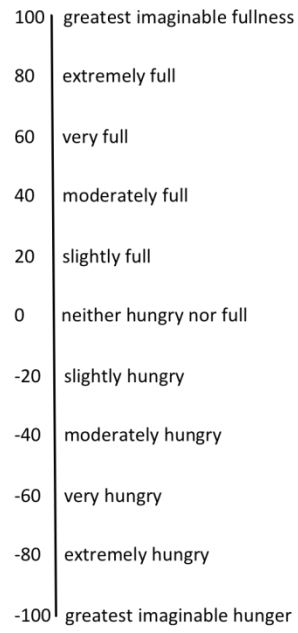 100 greatest imaginable fullness
80 extremely full
60 very full
40 moderately full
20 slightly full
0 neither hungry nor full
-20 slightly hungry
-40 moderately hungry
-60 very hungry
-80 extremely hungry
-100 greatest imaginable hunger